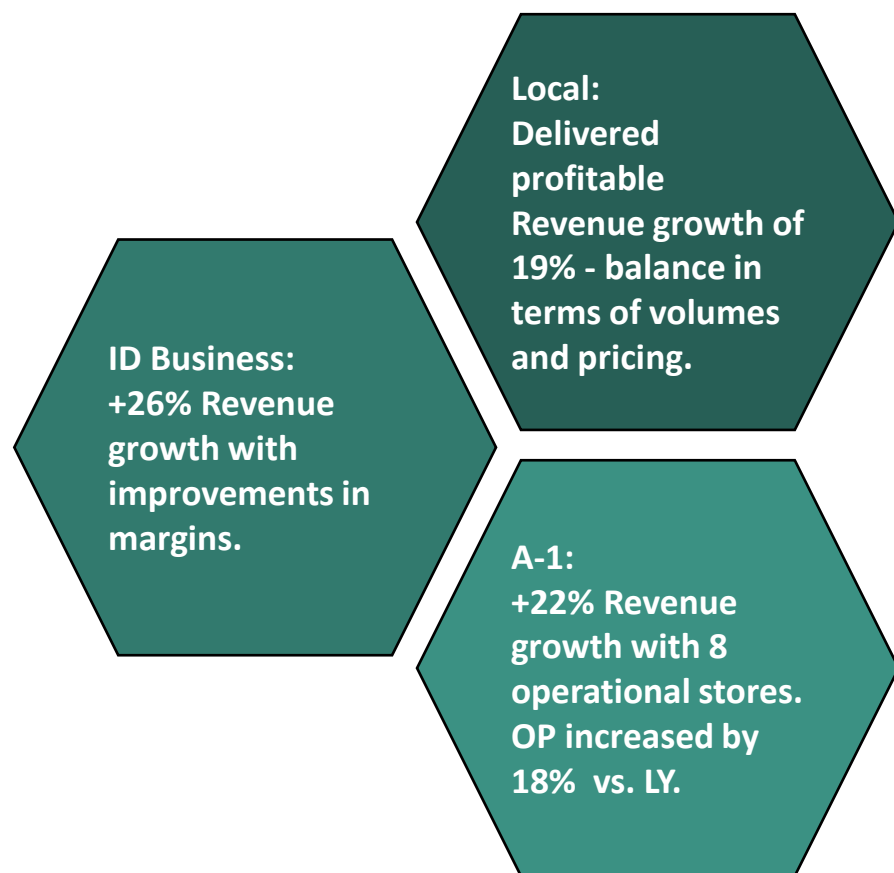 Local:
Delivered
profitable
Revenue growth of
19% - balance in
terms of volumes
and pricing.
ID Business:
+26% Revenue
growth with
improvements in
margins.
A-1:
+22% Revenue
growth with 8
operational stores.
OP increased by
18% vs. LY.